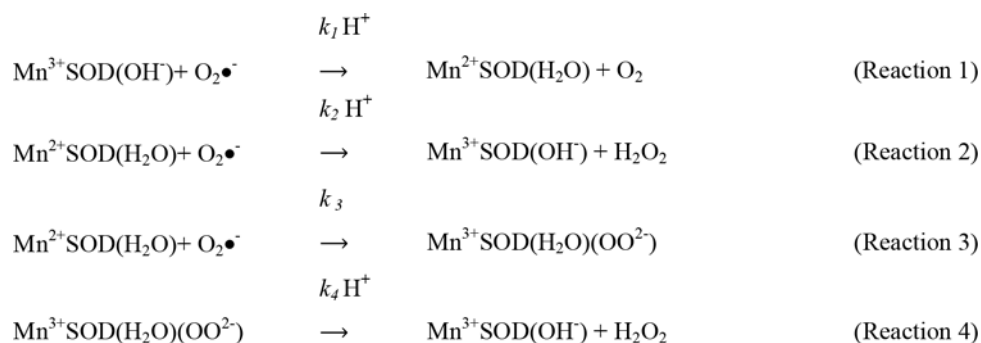 k₁ H⁺
Mn³⁺SOD(OH⁻)+ O₂•⁻ → Mn²⁺SOD(H₂O) + O₂ (Reaction 1)
k₂ H⁺
Mn²⁺SOD(H₂O)+ O₂•⁻ → Mn³⁺SOD(OH⁻) + H₂O₂ (Reaction 2)
k₃
Mn²⁺SOD(H₂O)+ O₂•⁻ → Mn³⁺SOD(H₂O)(OO²⁻) (Reaction 3)
k₄ H⁺
Mn³⁺SOD(H₂O)(OO²⁻) → Mn³⁺SOD(OH⁻) + H₂O₂ (Reaction 4)